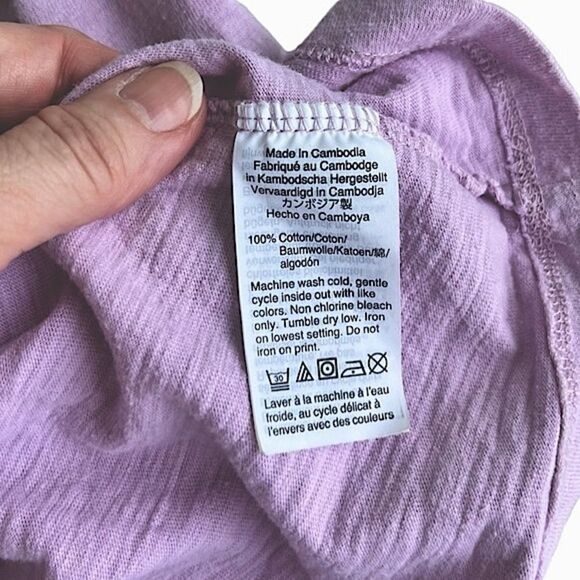 Made in Cambodia
Fabriqué au Cambodge
in Kambodscha Hergestellt
Vervaardigd in Cambodja
カンボジア製
Hecho en Camboya
100% Cotton/Coton/
Baumwolle/Katoen/綿/
algodón
Machine wash cold, gentle
cycle inside out with like
colors. Non chlorine bleach
only. Tumble dry low. Iron
on lowest setting. Do not
iron on print.
30
Laver à la machine à l'eau
froide, au cycle délicat à
l'envers avec des couleurs